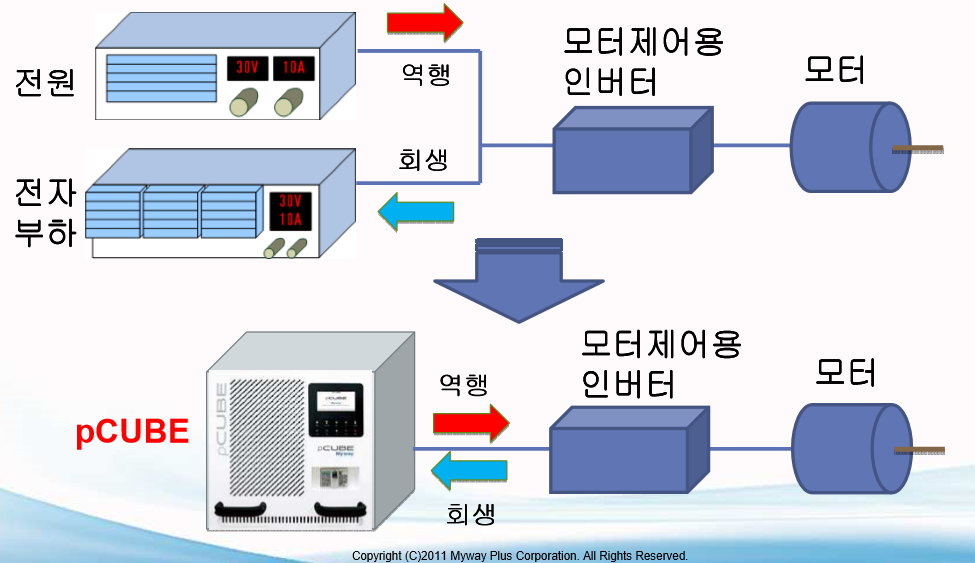 전원
30V 10A
역행
모터제어용
인버터
모터
전자
부하
30V
10A
회생
pCUBE
pCUBE
pCUBE
pCUBE
Myway
역행
회생
모터제어용
인버터
모터
Copyright (C)2011 Myway Plus Corporation. All Rights Reserved.